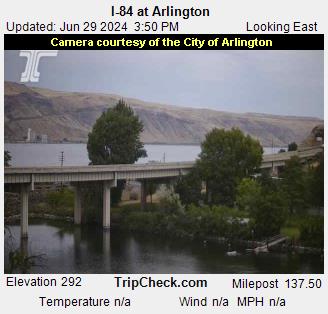 I-84 at Arlington
Updated: Jun 29 2024 3:50 PM Looking East
Camera courtesy of the City of Arlington
Elevation 292 TripCheck.com Milepost 137.50
Temperature n/a Wind n/a MPH n/a